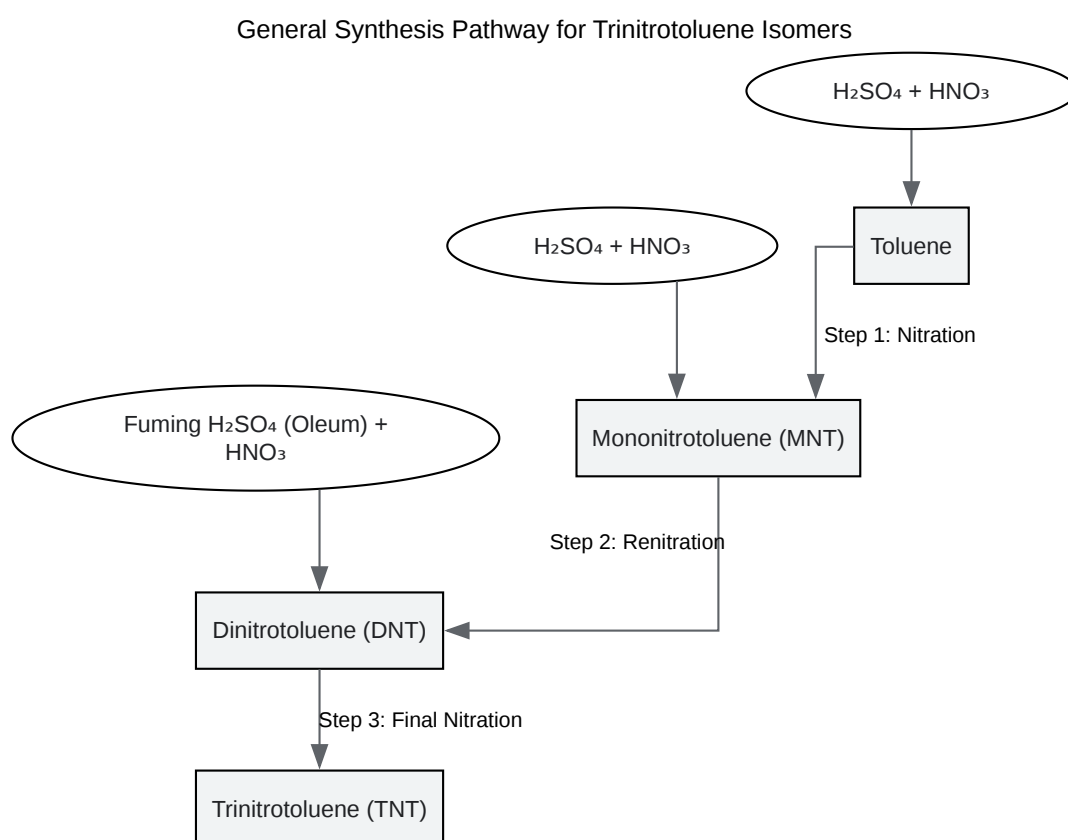 General Synthesis Pathway for Trinitrotoluene Isomers
H₂SO₄ + HNO₃
H₂SO₄ + HNO₃
Toluene
Step 1: Nitration
Fuming H₂SO₄ (Oleum) +
HNO₃
Mononitrotoluene (MNT)
Step 2: Renitration
Dinitrotoluene (DNT)
Step 3: Final Nitration
Trinitrotoluene (TNT)